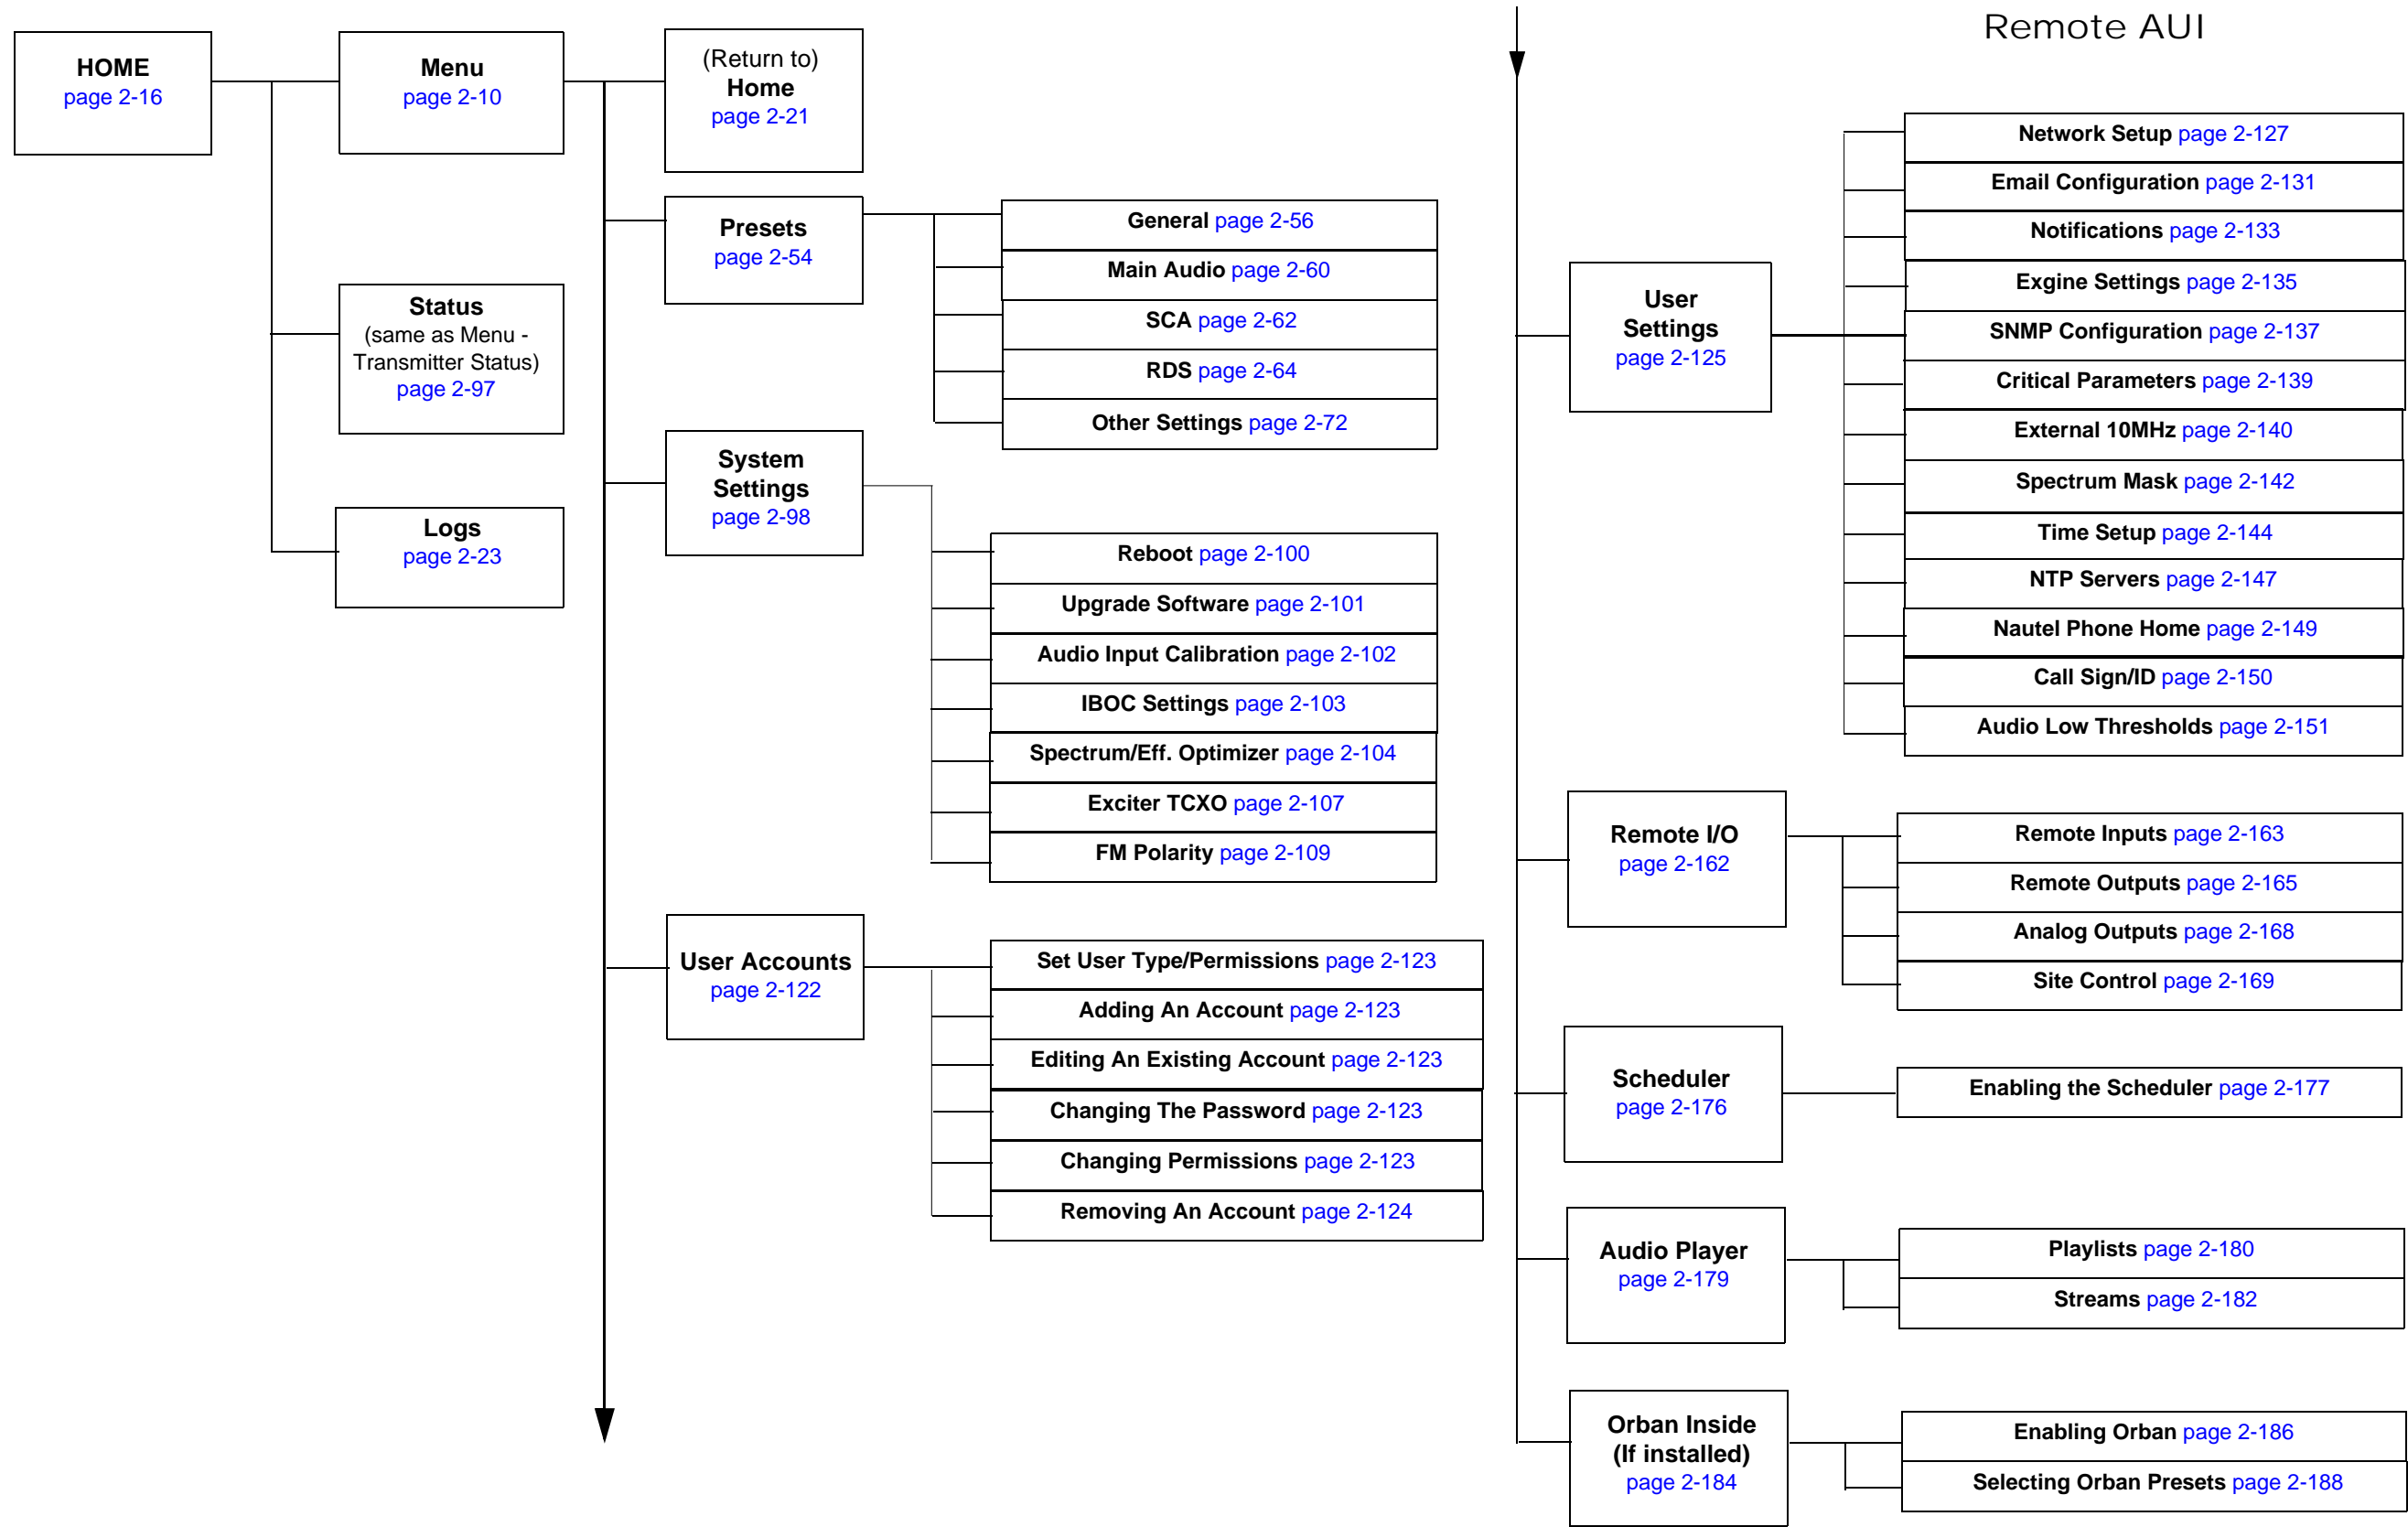 Remote AUI
HOME
page 2-16
Menu
page 2-10
Status
(same as Menu -
Transmitter Status)
page 2-97
Logs
page 2-23
(Return to)
Home
page 2-21
Presets
page 2-54
General page 2-56
Main Audio page 2-60
SCA page 2-62
RDS page 2-64
Other Settings page 2-72
System
Settings
page 2-98
Reboot page 2-100
Upgrade Software page 2-101
Audio Input Calibration page 2-102
IBOC Settings page 2-103
Spectrum/Eff. Optimizer page 2-104
Exciter TCXO page 2-107
FM Polarity page 2-109
User Accounts
page 2-122
Set User Type/Permissions page 2-123
Adding An Account page 2-123
Editing An Existing Account page 2-123
Changing The Password page 2-123
Changing Permissions page 2-123
Removing An Account page 2-124
User
Settings
page 2-125
Network Setup page 2-127
Email Configuration page 2-131
Notifications page 2-133
Exgine Settings page 2-135
SNMP Configuration page 2-137
Critical Parameters page 2-139
External 10MHz page 2-140
Spectrum Mask page 2-142
Time Setup page 2-144
NTP Servers page 2-147
Nautel Phone Home page 2-149
Call Sign/ID page 2-150
Audio Low Thresholds page 2-151
Remote I/O
page 2-162
Remote Inputs page 2-163
Remote Outputs page 2-165
Analog Outputs page 2-168
Site Control page 2-169
Scheduler
page 2-176
Enabling the Scheduler page 2-177
Audio Player
page 2-179
Playlists page 2-180
Streams page 2-182
Orban Inside
(If installed)
page 2-184
Enabling Orban page 2-186
Selecting Orban Presets page 2-188